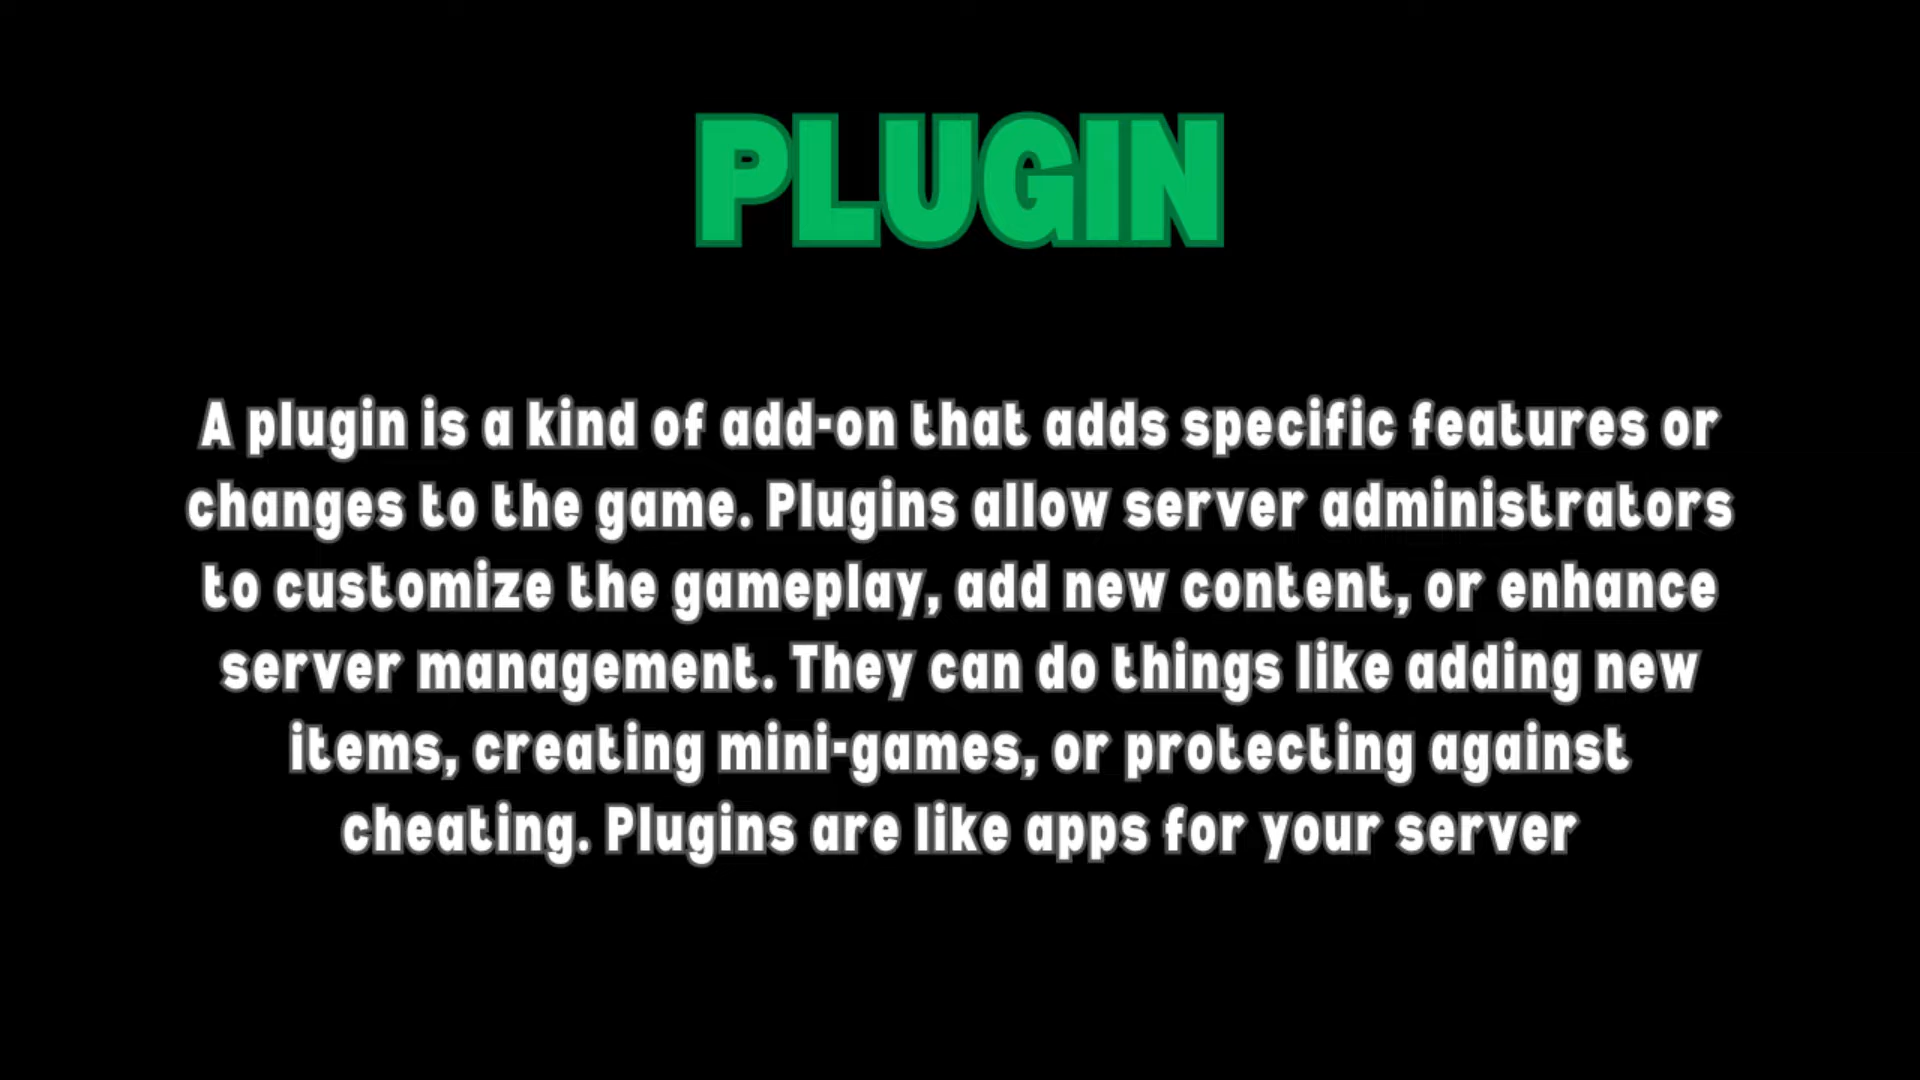 PLUGIN
A plugin is a kind of add-on that adds specific features or
changes to the game. Plugins allow server administrators
to customize the gameplay, add new content, or enhance
server management. They can do things like adding new
items, creating mini-games, or protecting against
cheating. Plugins are like apps for your server